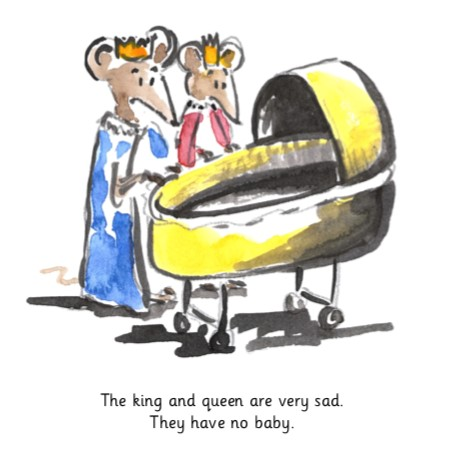 The king and queen are very sad.
They have no baby.